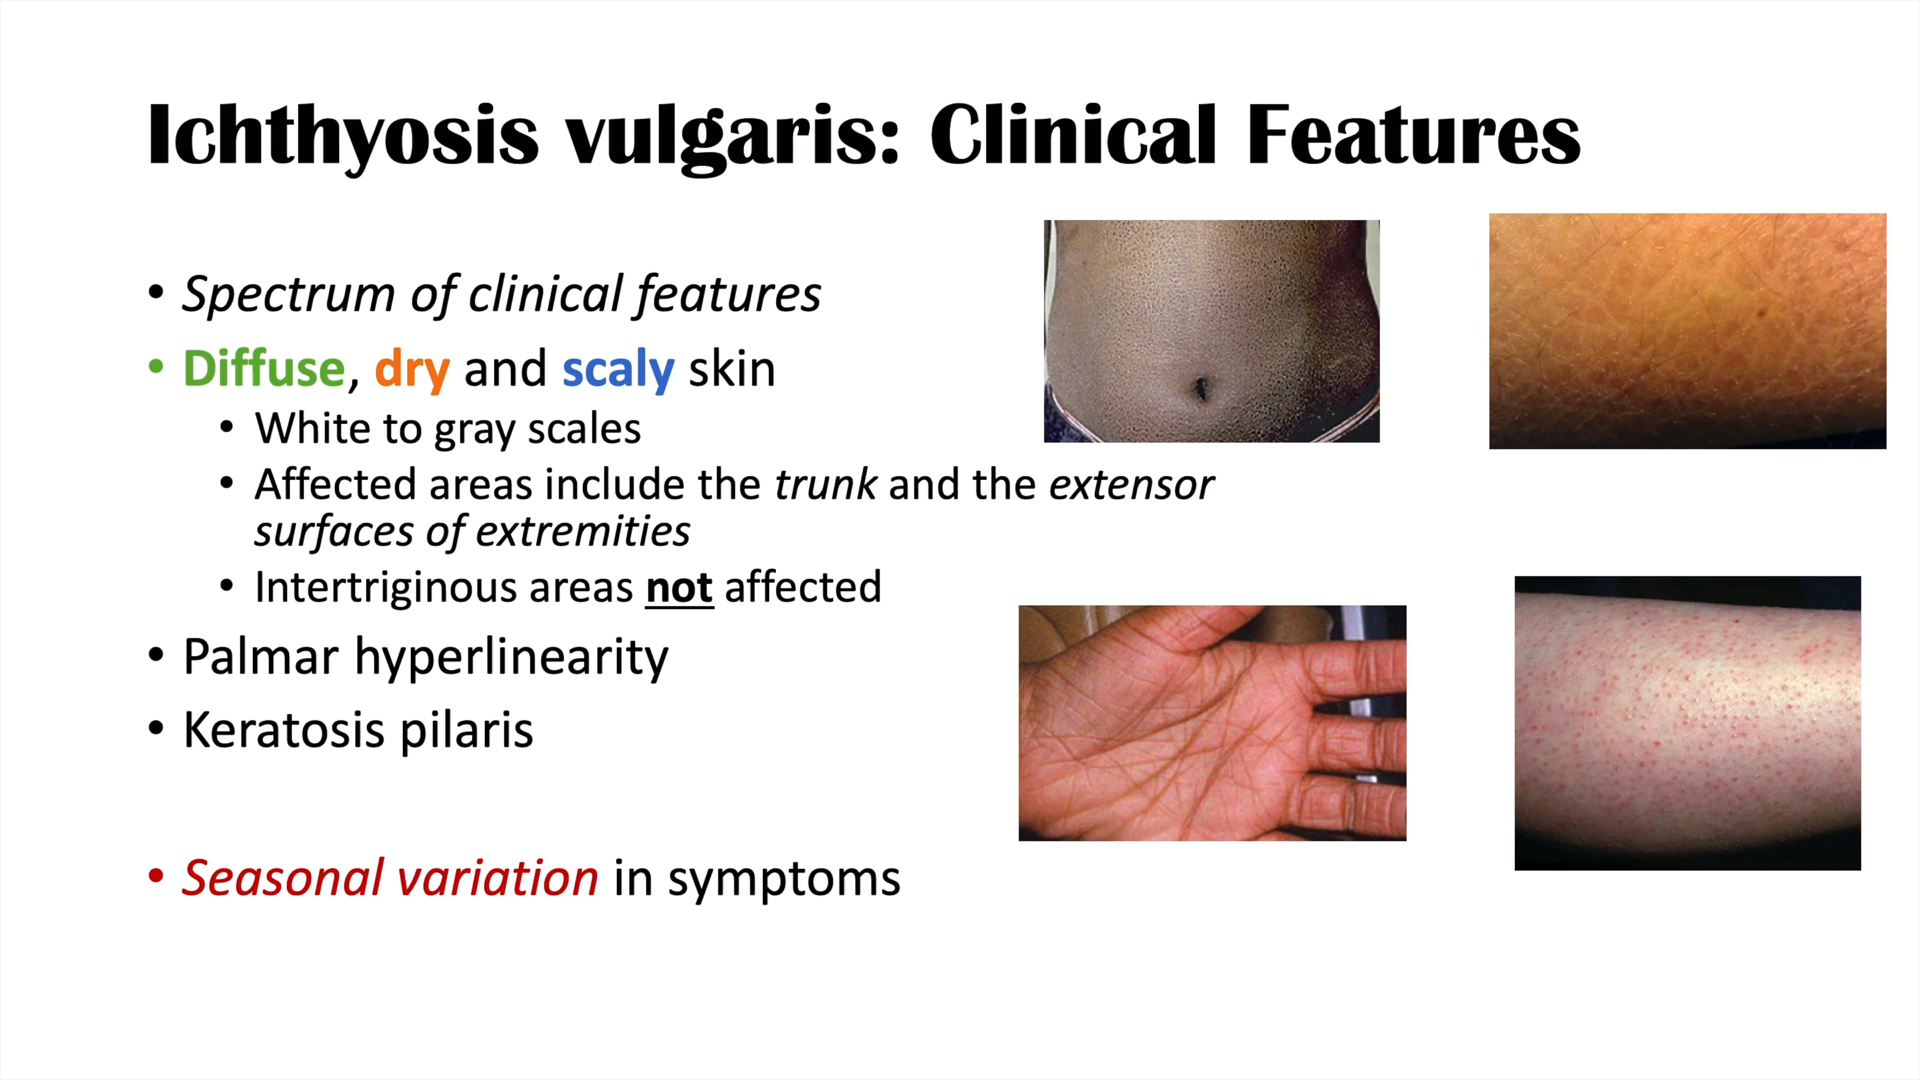 Ichthyosis vulgaris: Clinical Features
• Spectrum of clinical features
• Diffuse, dry and scaly skin
• White to gray scales
• Affected areas include the trunk and the extensor
surfaces of extremities
• Intertriginous areas not affected
• Palmar hyperlinearity
• Keratosis pilaris
• Seasonal variation in symptoms